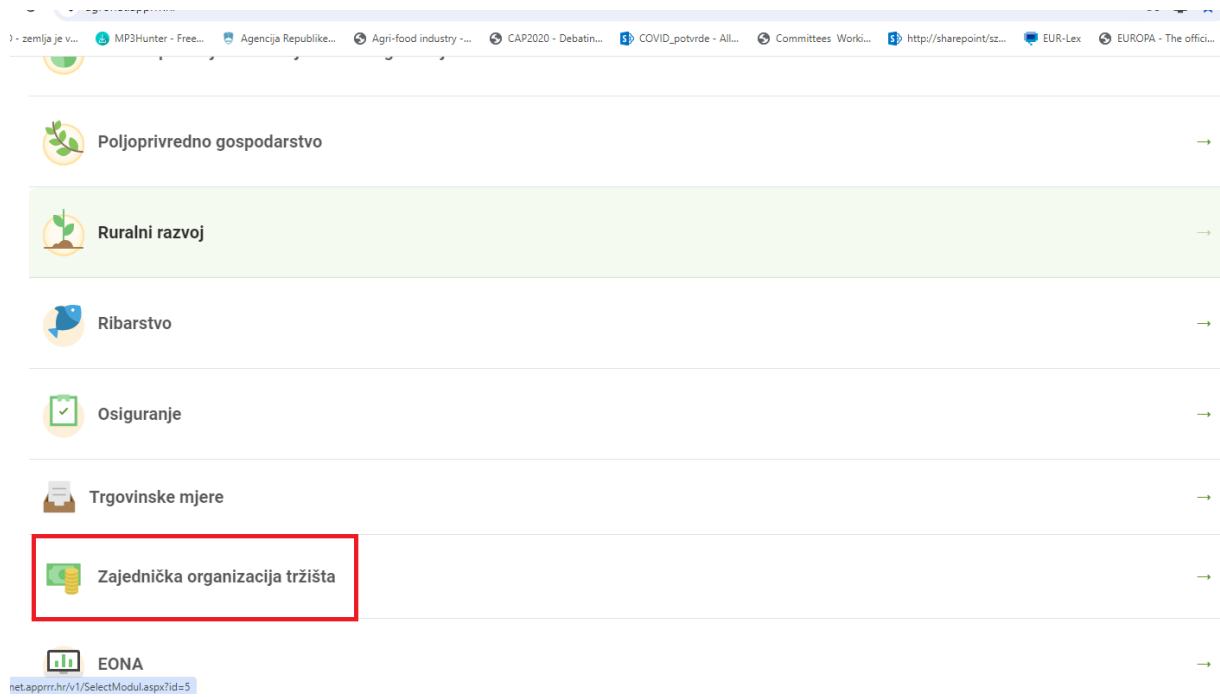 ) - zemlja je v... MP3Hunter - Free... Agencija Republike... Agri-food industry -... CAP2020 - Debatin... COVID_potvrde - All... Committees Worki... http://sharepoint/sz... EUR-Lex EUROPA - The offici...
Poljoprivredno gospodarstvo →
Ruralni razvoj →
Ribarstvo →
Osiguranje →
Trgovinske mjere →
Zajednička organizacija tržišta →
EONA →
net.apprrr.hr/v1/SelectModul.aspx?id=5